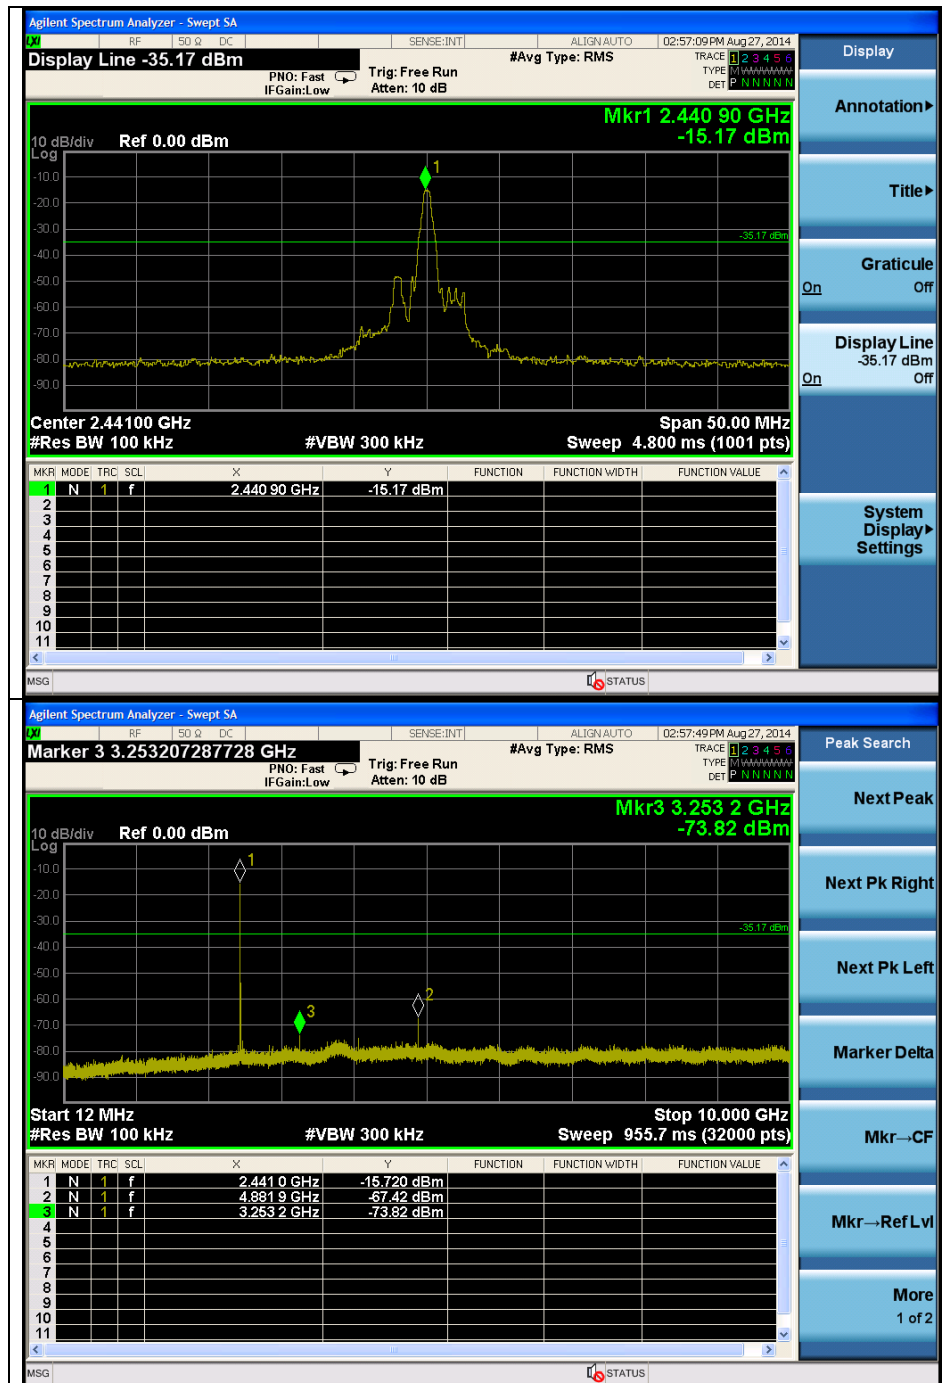 Agilent Spectrum Analyzer - Swept SA
LXI RF 50 Ω DC SENSE:INT ALIGN AUTO 02:57:09 PM Aug 27, 2014
Display Line -35.17 dBm #Avg Type: RMS TRACE 1 2 3 4 5 6
PNO: Fast Trig: Free Run TYPE M WWWWW
IFGain:Low Atten: 10 dB DET P N N N N N
Mkr1 2.440 90 GHz
-15.17 dBm
10 dB/div Ref 0.00 dBm
Log
1
-10.0
-20.0
-30.0
-35.17 dBm
-40.0
-50.0
-60.0
-70.0
-80.0
-90.0
Center 2.44100 GHz Span 50.00 MHz
#Res BW 100 kHz #VBW 300 kHz Sweep 4.800 ms (1001 pts)
MKR MODE TRC SCL X Y FUNCTION FUNCTION WIDTH FUNCTION VALUE
1 N 1 f 2.440 90 GHz -15.17 dBm
2
3
4
5
6
7
8
9
10
11
MSG STATUS
Display
Annotation
Title
Graticule
On Off
Display Line
-35.17 dBm
On Off
System
Display
Settings
Agilent Spectrum Analyzer - Swept SA
LXI RF 50 Ω DC SENSE:INT ALIGN AUTO 02:57:49 PM Aug 27, 2014
Marker 3 3.253207287728 GHz #Avg Type: RMS TRACE 1 2 3 4 5 6
PNO: Fast Trig: Free Run TYPE M WWWWW
IFGain:Low Atten: 10 dB DET P N N N N N
Mkr3 3.253 2 GHz
-73.82 dBm
10 dB/div Ref 0.00 dBm
Log
1
-10.0
-20.0
-30.0
-35.17 dBm
-40.0
-50.0
-60.0
2
3
-70.0
-80.0
-90.0
Start 12 MHz Stop 10.000 GHz
#Res BW 100 kHz #VBW 300 kHz Sweep 955.7 ms (32000 pts)
MKR MODE TRC SCL X Y FUNCTION FUNCTION WIDTH FUNCTION VALUE
1 N 1 f 2.441 0 GHz -15.720 dBm
2 N 1 f 4.881 9 GHz -67.42 dBm
3 N 1 f 3.253 2 GHz -73.82 dBm
4
5
6
7
8
9
10
11
MSG STATUS
Peak Search
Next Peak
Next Pk Right
Next Pk Left
Marker Delta
Mkr→CF
Mkr→Ref Lvl
More
1 of 2